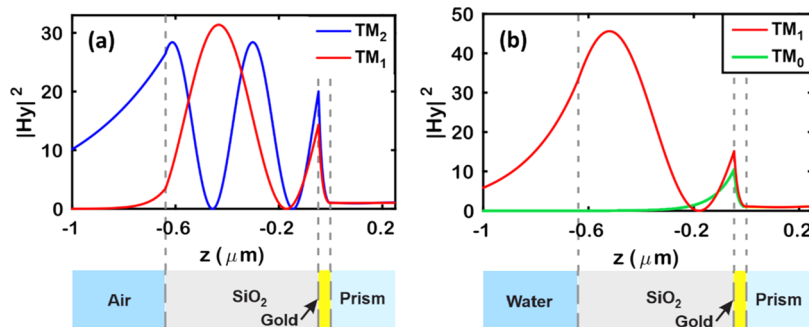 (a)
TM2
TM1
|Hy|²
30
20
10
0
-1
-0.6
-0.2
0.2
z (μm)
Air
SiO2
Gold
Prism
(b)
TM1
TM0
|Hy|²
50
40
30
20
10
0
-1
-0.6
-0.2
0.2
z (μm)
Water
SiO2
Gold
Prism